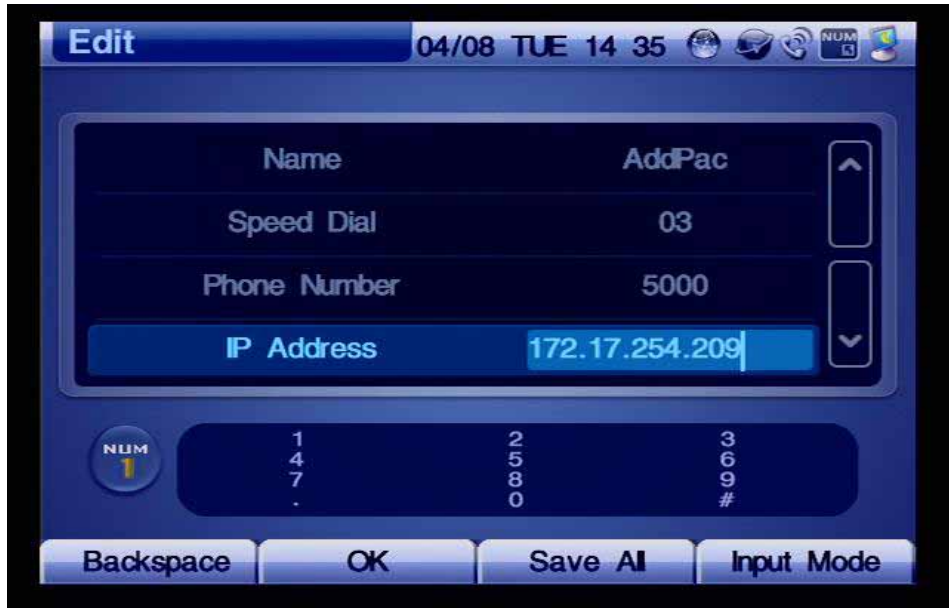 Edit 04/08 TUE 14 35 NUM
Name AddPac
Speed Dial 03
Phone Number 5000
IP Address 172.17.254.209
NUM 1
1 2 3
4 5 6
7 8 9
. 0 #
Backspace OK Save All Input Mode